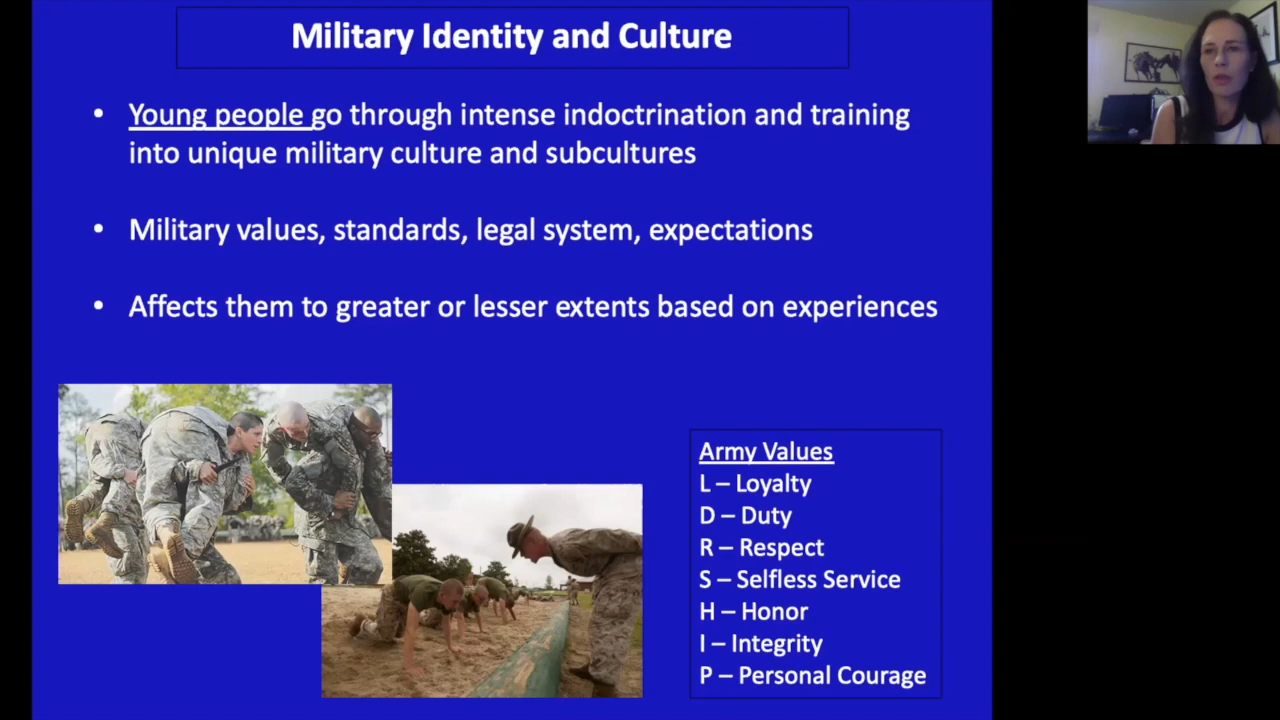 Military Identity and Culture
• Young people go through intense indoctrination and training
into unique military culture and subcultures
• Military values, standards, legal system, expectations
• Affects them to greater or lesser extents based on experiences
Army Values
L – Loyalty
D – Duty
R – Respect
S – Selfless Service
H – Honor
I – Integrity
P – Personal Courage